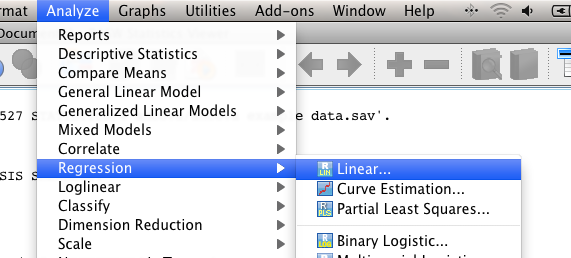 rmat Analyze Graphs Utilities Add-ons Window Help
Docum
Reports
Descriptive Statistics
Compare Means
General Linear Model
527 S data.sav'.
Generalized Linear Models
Mixed Models
Correlate
SIS S Regression Linear...
Loglinear Curve Estimation...
Classify Partial Least Squares...
Dimension Reduction
Scale Binary Logistic...